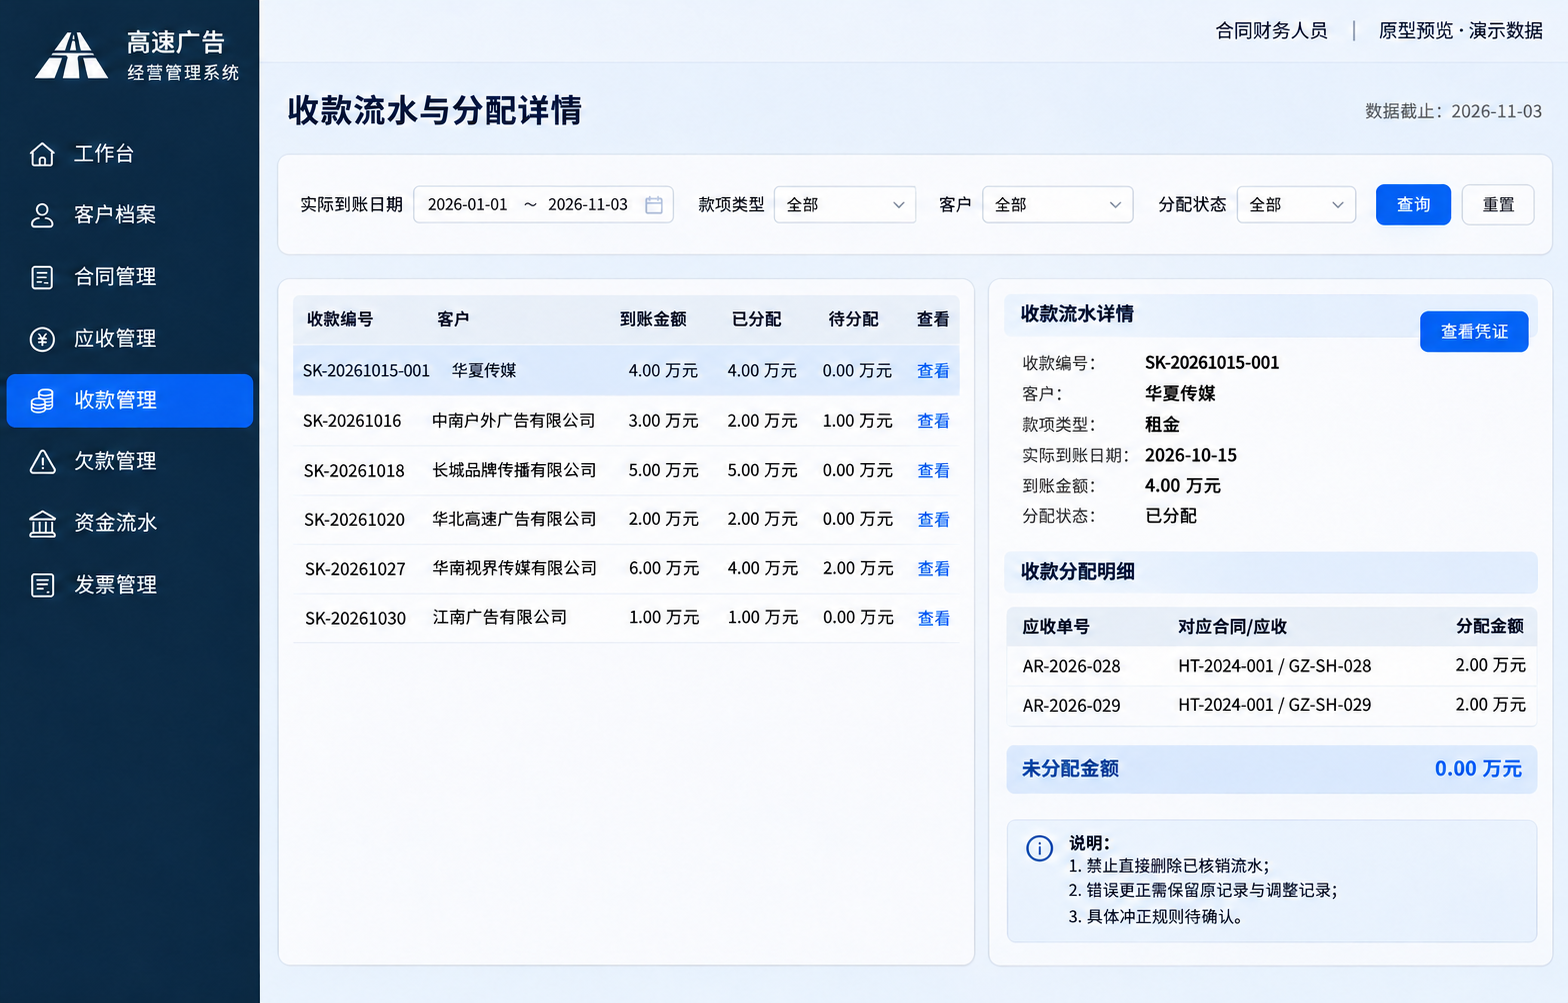 高速广告
经营管理系统
工作台
客户档案
合同管理
应收管理
收款管理
欠款管理
资金流水
发票管理
合同财务人员 | 原型预览 · 演示数据
收款流水与分配详情
数据截止：2026-11-03
实际到账日期 2026-01-01 ～ 2026-11-03 款项类型 全部 客户 全部 分配状态 全部 查询 重置
收款编号 客户 到账金额 已分配 待分配 查看
SK-20261015-001 华夏传媒 4.00 万元 4.00 万元 0.00 万元 查看
SK-20261016 中南户外广告有限公司 3.00 万元 2.00 万元 1.00 万元 查看
SK-20261018 长城品牌传播有限公司 5.00 万元 5.00 万元 0.00 万元 查看
SK-20261020 华北高速广告有限公司 2.00 万元 2.00 万元 0.00 万元 查看
SK-20261027 华南视界传媒有限公司 6.00 万元 4.00 万元 2.00 万元 查看
SK-20261030 江南广告有限公司 1.00 万元 1.00 万元 0.00 万元 查看
收款流水详情
查看凭证
收款编号： SK-20261015-001
客户： 华夏传媒
款项类型： 租金
实际到账日期： 2026-10-15
到账金额： 4.00 万元
分配状态： 已分配
收款分配明细
应收单号 对应合同/应收 分配金额
AR-2026-028 HT-2024-001 / GZ-SH-028 2.00 万元
AR-2026-029 HT-2024-001 / GZ-SH-029 2.00 万元
未分配金额 0.00 万元
说明：
1. 禁止直接删除已核销流水；
2. 错误更正需保留原记录与调整记录；
3. 具体冲正规则待确认。